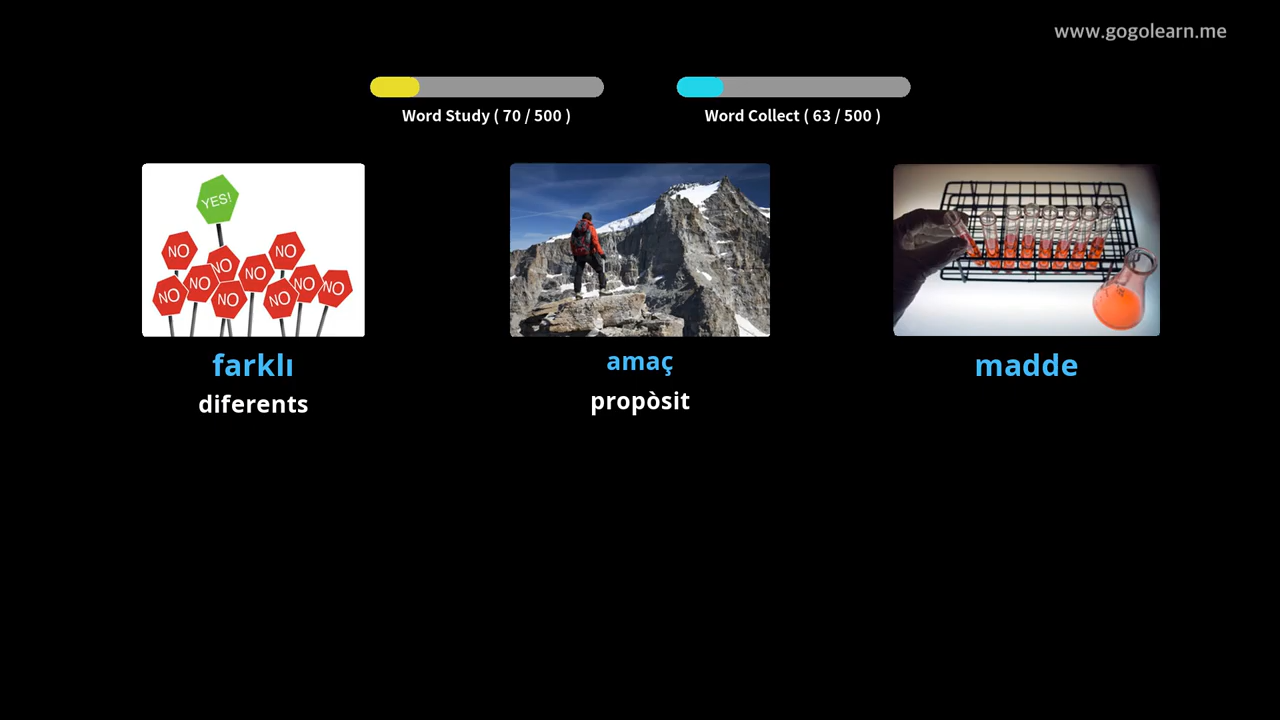 www.gogolearn.me
Word Study ( 70 / 500 )
Word Collect ( 63 / 500 )
YES!
NO
NO
NO
NO
NO
NO
NO
NO
NO
NO
farklı
diferents
amaç
propòsit
madde